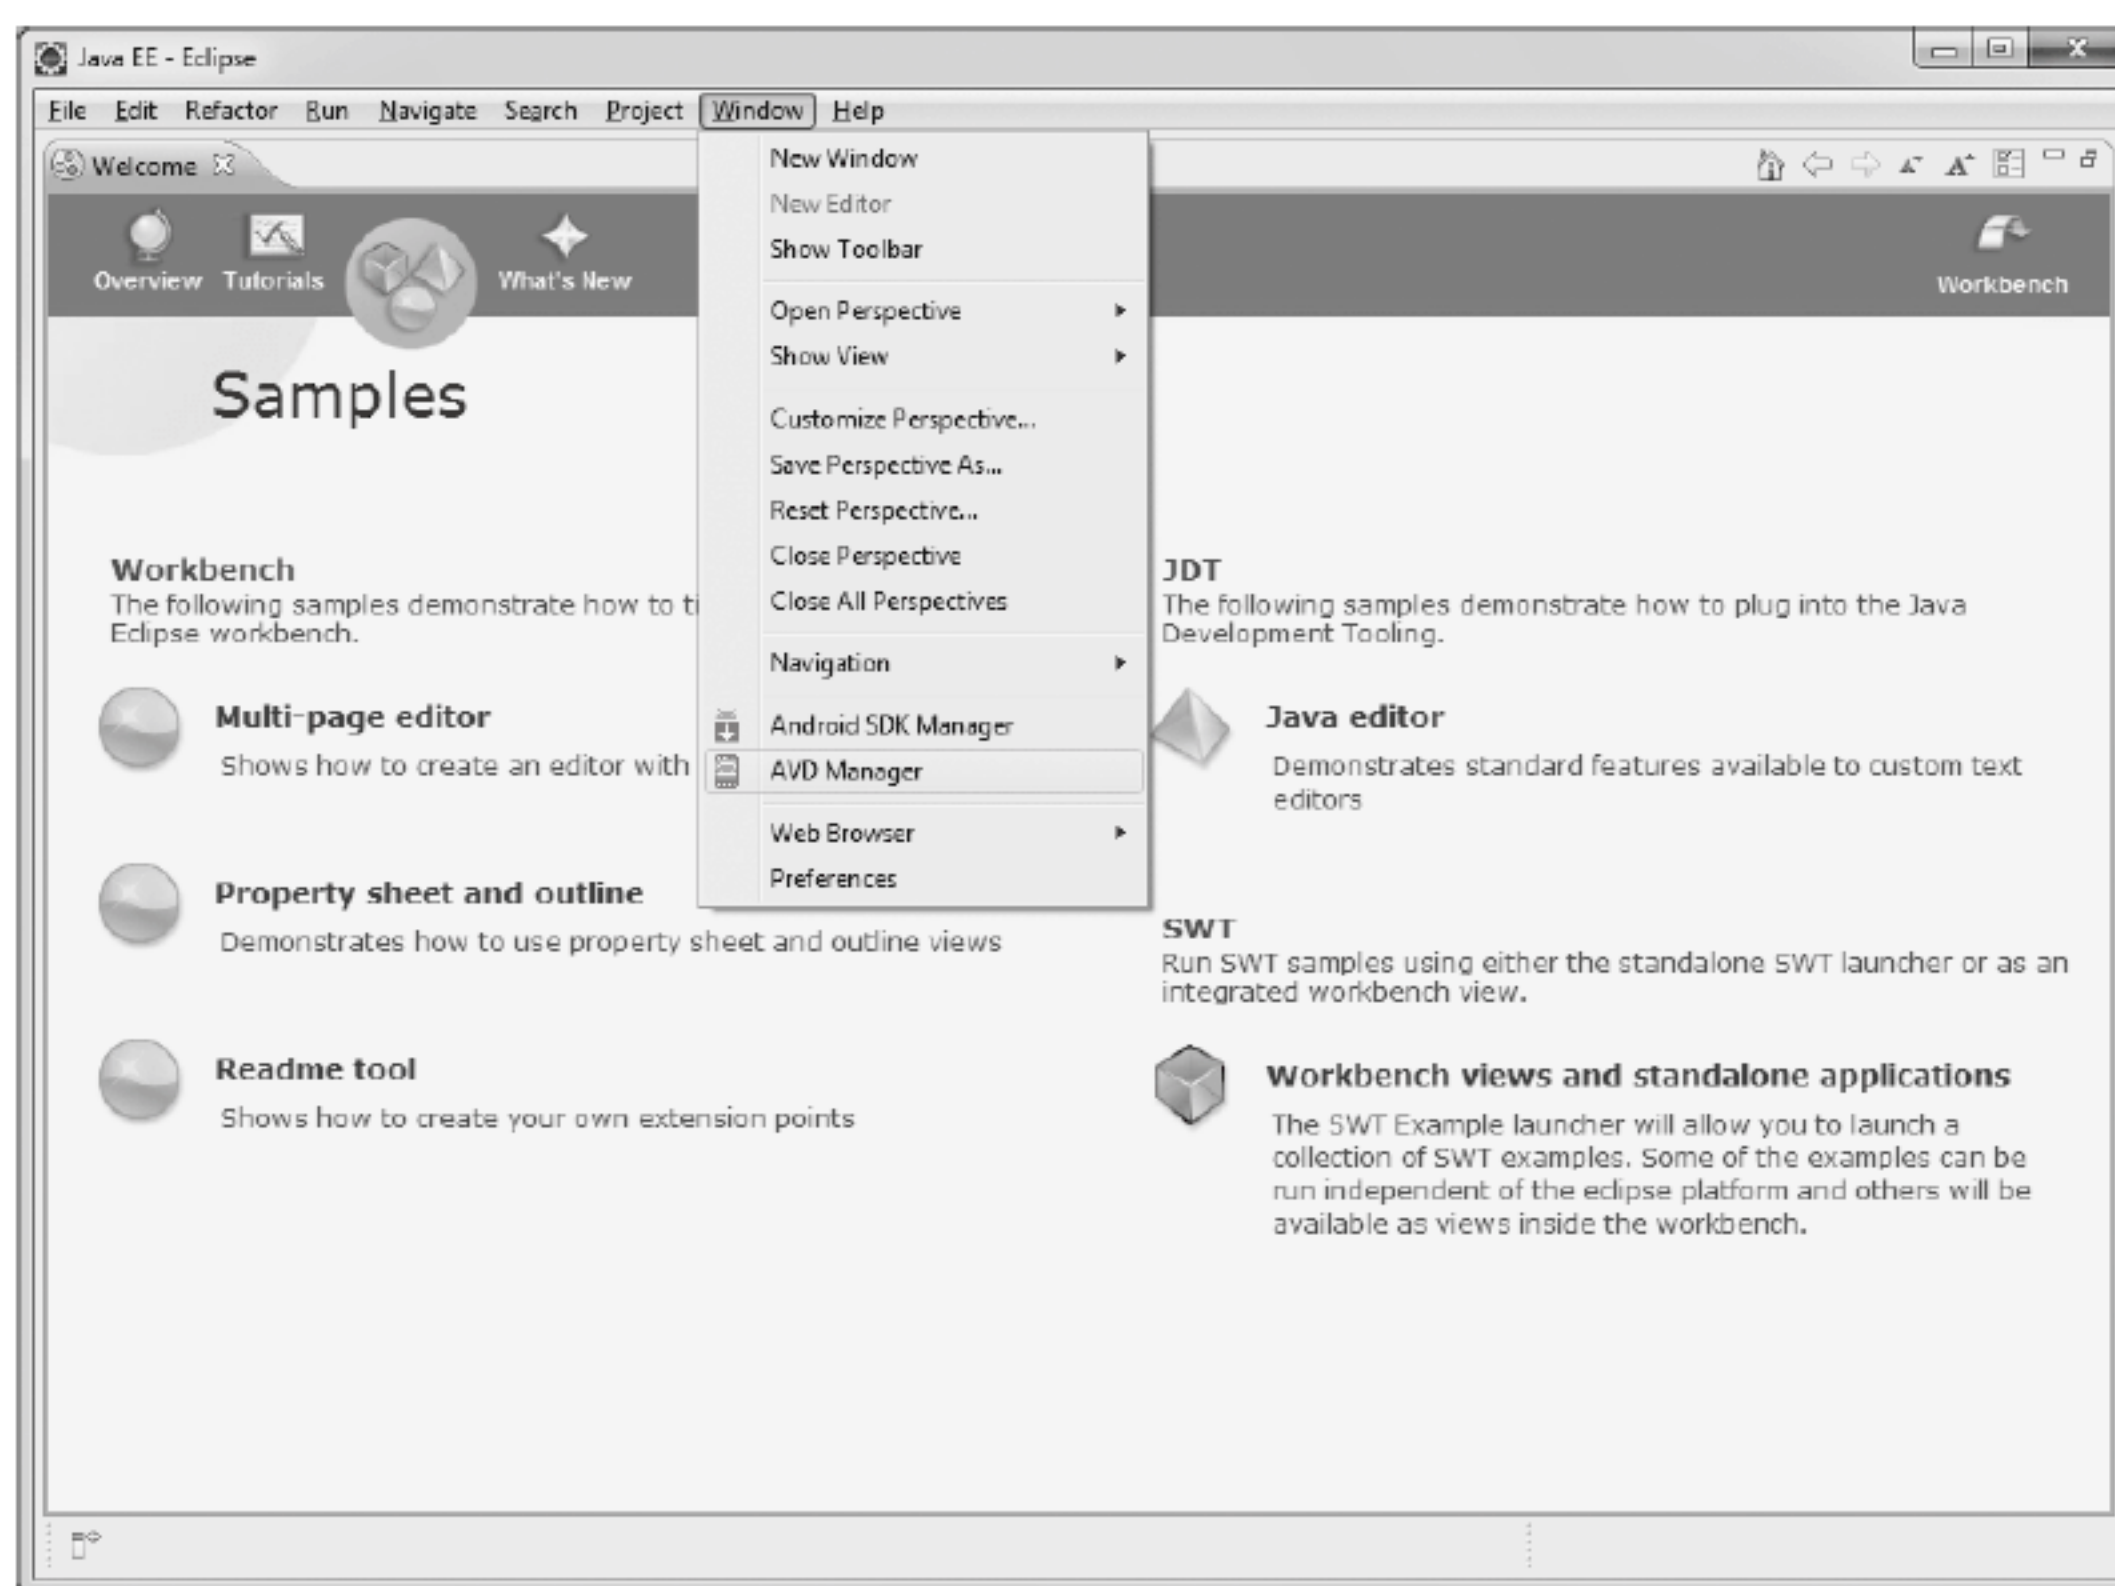 Java EE - Eclipse
File Edit Refactor Run Navigate Search Project Window Help
Welcome
Overview Tutorials What's New Workbench
Samples
New Window
New Editor
Show Toolbar
Open Perspective
Show View
Customize Perspective...
Save Perspective As...
Reset Perspective...
Close Perspective
Close All Perspectives
Navigation
Android SDK Manager
AVD Manager
Web Browser
Preferences
Workbench
The following samples demonstrate how to ti
Eclipse workbench.
Multi-page editor
Shows how to create an editor with
Property sheet and outline
Demonstrates how to use property sheet and outline views
Readme tool
Shows how to create your own extension points
JDT
The following samples demonstrate how to plug into the Java
Development Tooling.
Java editor
Demonstrates standard features available to custom text
editors
SWT
Run SWT samples using either the standalone SWT launcher or as an
integrated workbench view.
Workbench views and standalone applications
The SWT Example launcher will allow you to launch a
collection of SWT examples. Some of the examples can be
run independent of the eclipse platform and others will be
available as views inside the workbench.